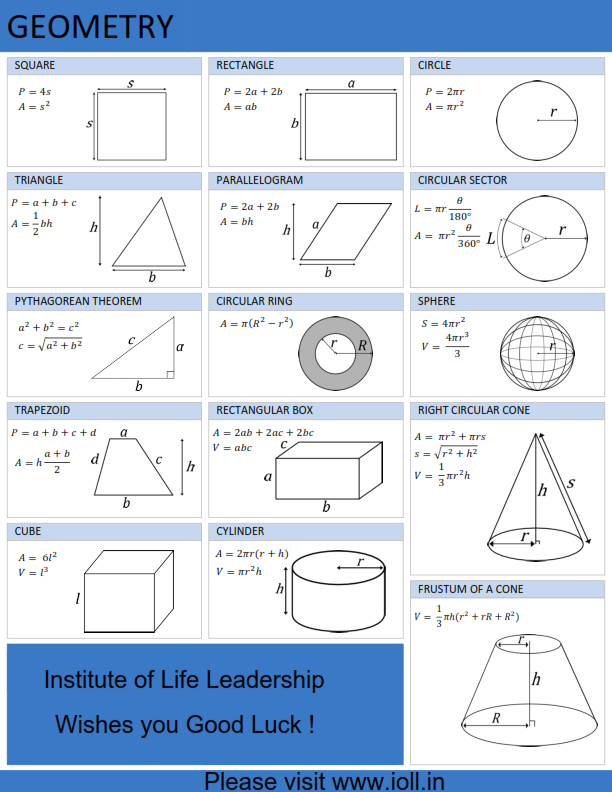 GEOMETRY
SQUARE
P = 4s
A = s²
s
s
RECTANGLE
P = 2a + 2b
A = ab
a
b
CIRCLE
P = 2πr
A = πr²
r
TRIANGLE
P = a + b + c
A = 1/2 bh
h
b
PARALLELOGRAM
P = 2a + 2b
A = bh
h
a
b
CIRCULAR SECTOR
L = πr θ/180°
A = πr² θ/360°
L
θ
r
PYTHAGOREAN THEOREM
a² + b² = c²
c = √(a² + b²)
c
a
b
CIRCULAR RING
A = π(R² − r²)
r
R
SPHERE
S = 4πr²
V = 4πr³/3
r
TRAPEZOID
P = a + b + c + d
A = h (a + b)/2
a
d
c
h
b
RECTANGULAR BOX
A = 2ab + 2ac + 2bc
V = abc
c
a
b
RIGHT CIRCULAR CONE
A = πr² + πrs
s = √(r² + h²)
V = 1/3 πr²h
s
h
r
CUBE
A = 6l²
V = l³
l
CYLINDER
A = 2πr(r + h)
V = πr²h
r
h
FRUSTUM OF A CONE
V = 1/3 πh(r² + rR + R²)
r
h
R
Institute of Life Leadership
Wishes you Good Luck !
Please visit www.ioll.in